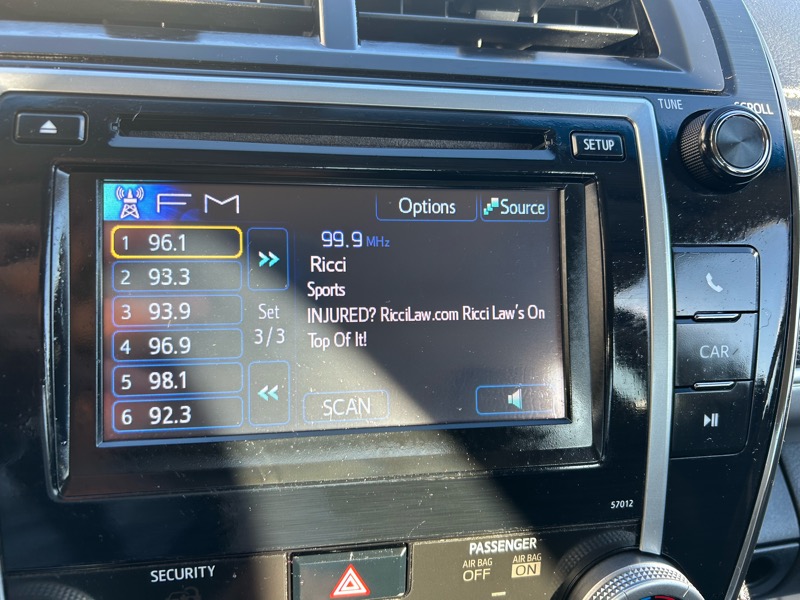 TUNE SCROLL
SETUP
FM Options Source
1 96.1 99.9 MHz
2 93.3 Ricci
3 93.9 Set Sports
4 96.9 3/3 INJURED? RicciLaw.com Ricci Law's On
Top Of It!
5 98.1
6 92.3 SCAN
CAR
57012
SECURITY
PASSENGER
AIR BAG OFF AIR BAG ON